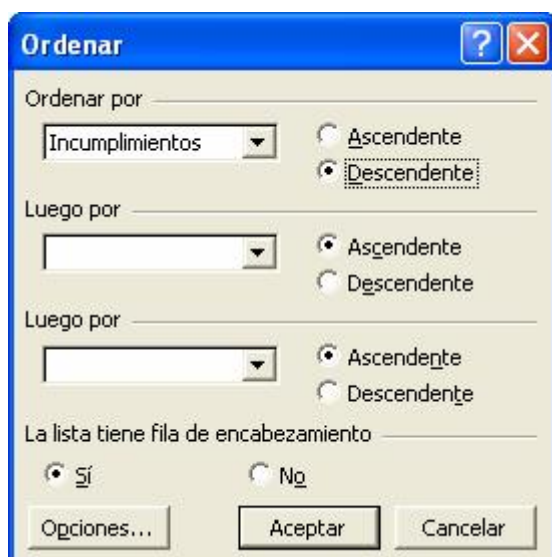 Ordenar
Ordenar por
Incumplimientos
Ascendente
Descendente
Luego por
Ascendente
Descendente
Luego por
Ascendente
Descendente
La lista tiene fila de encabezamiento
Sí
No
Opciones...
Aceptar
Cancelar